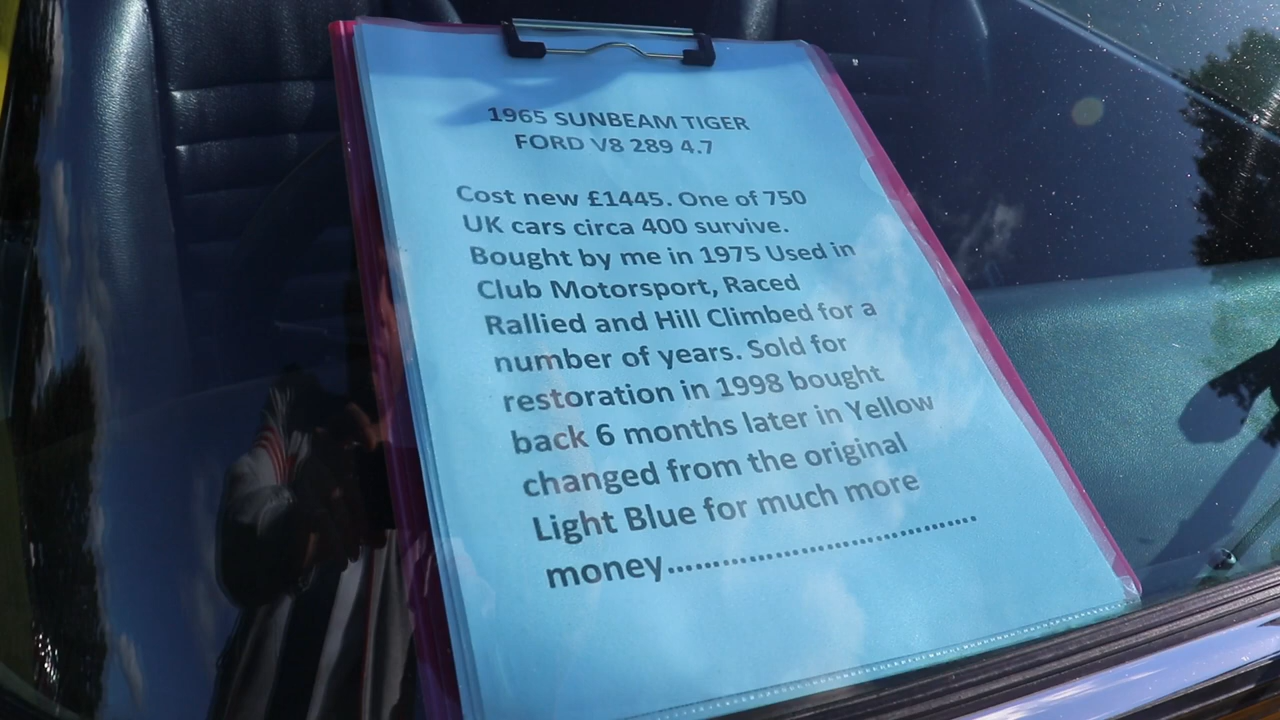 1965 SUNBEAM TIGER
FORD V8 289 4.7
Cost new £1445. One of 750
UK cars circa 400 survive.
Bought by me in 1975 Used in
Club Motorsport, Raced
Rallied and Hill Climbed for a
number of years. Sold for
restoration in 1998 bought
back 6 months later in Yellow
changed from the original
Light Blue for much more
money....................................